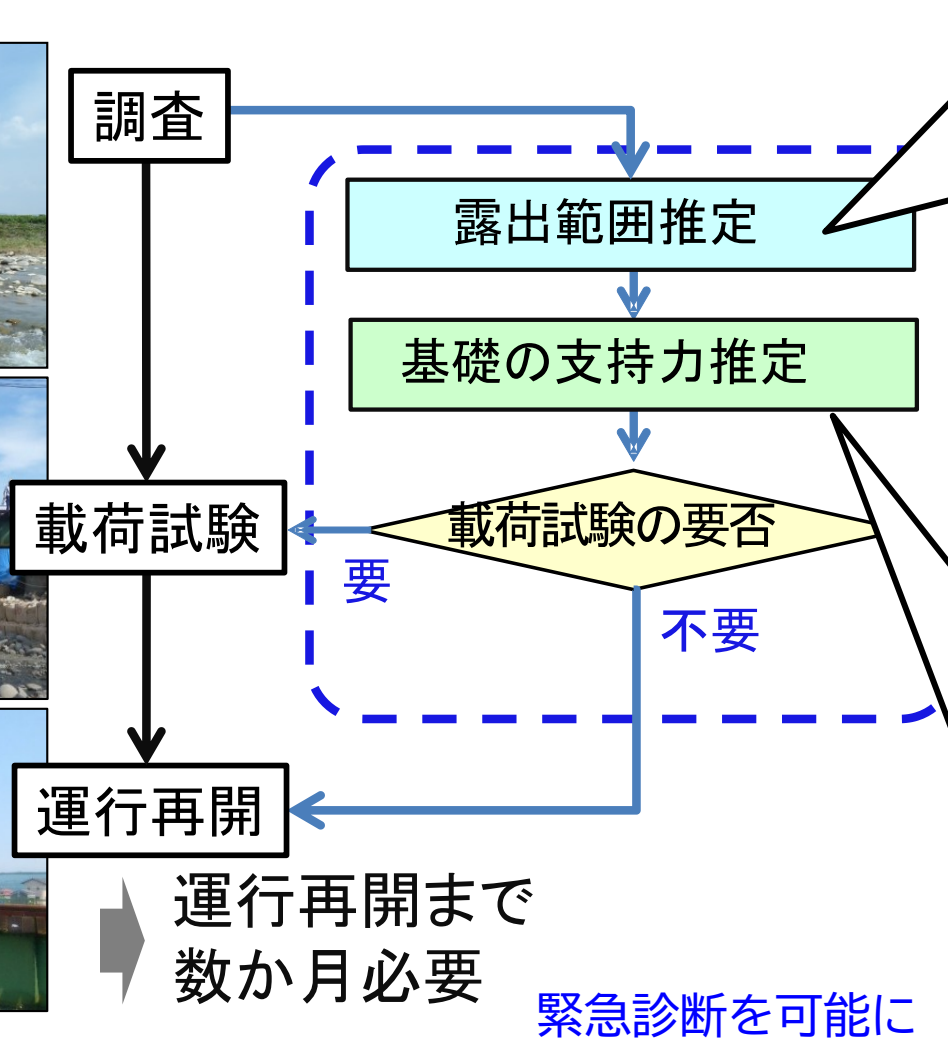 調査
露出範囲推定
基礎の支持力推定
載荷試験の要否
載荷試験
要
不要
運行再開
運行再開まで
数か月必要
緊急診断を可能に